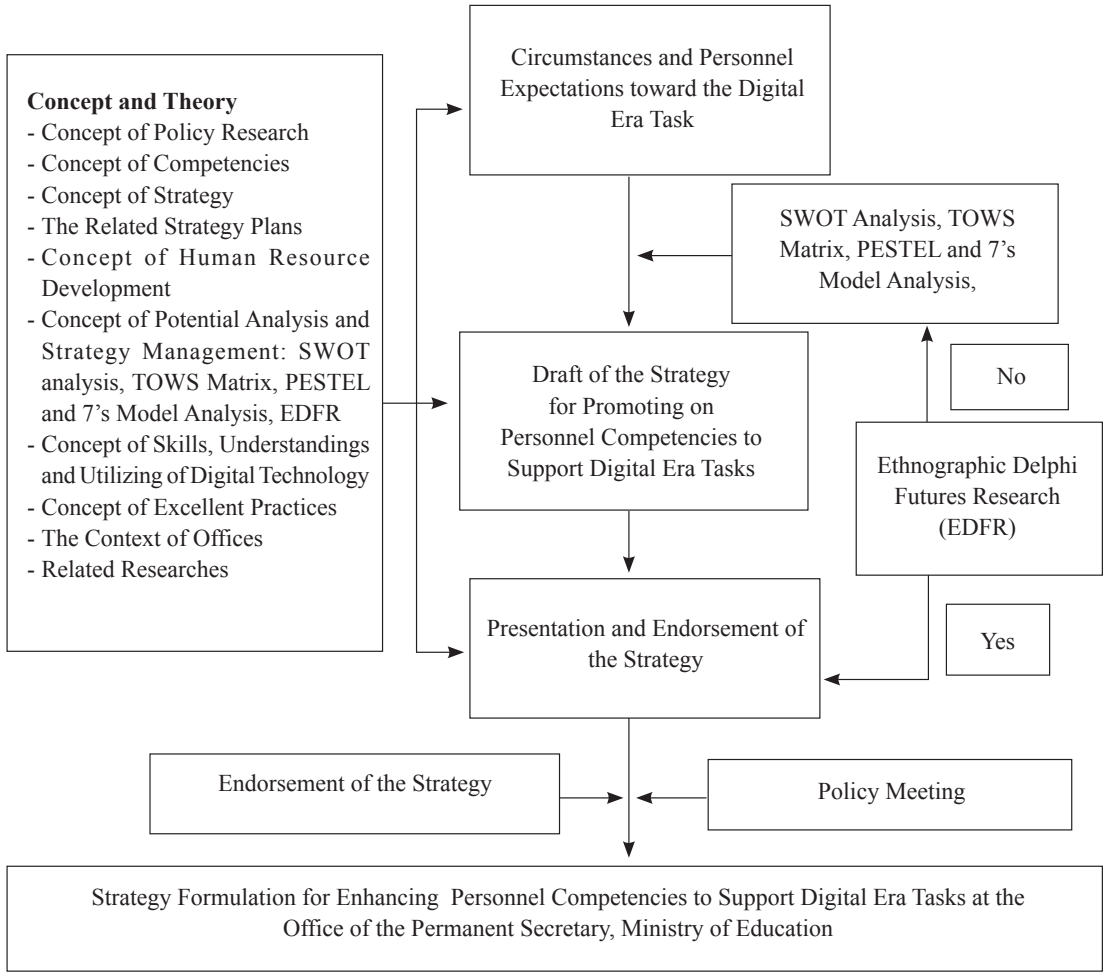 Concept and Theory
- Concept of Policy Research
- Concept of Competencies
- Concept of Strategy
- The Related Strategy Plans
- Concept of Human Resource
Development
- Concept of Potential Analysis and
Strategy Management: SWOT
analysis, TOWS Matrix, PESTEL
and 7’s Model Analysis, EDFR
- Concept of Skills, Understandings
and Utilizing of Digital Technology
- Concept of Excellent Practices
- The Context of Offices
- Related Researches
Circumstances and Personnel
Expectations toward the Digital
Era Task
SWOT Analysis, TOWS
Matrix, PESTEL and 7’s
Model Analysis,
Draft of the Strategy
for Promoting on
Personnel Competencies to
Support Digital Era Tasks
No
Ethnographic Delphi
Futures Research
(EDFR)
Yes
Presentation and Endorsement of
the Strategy
Endorsement of the Strategy
Policy Meeting
Strategy Formulation for Enhancing Personnel Competencies to Support Digital Era Tasks at the
Office of the Permanent Secretary, Ministry of Education